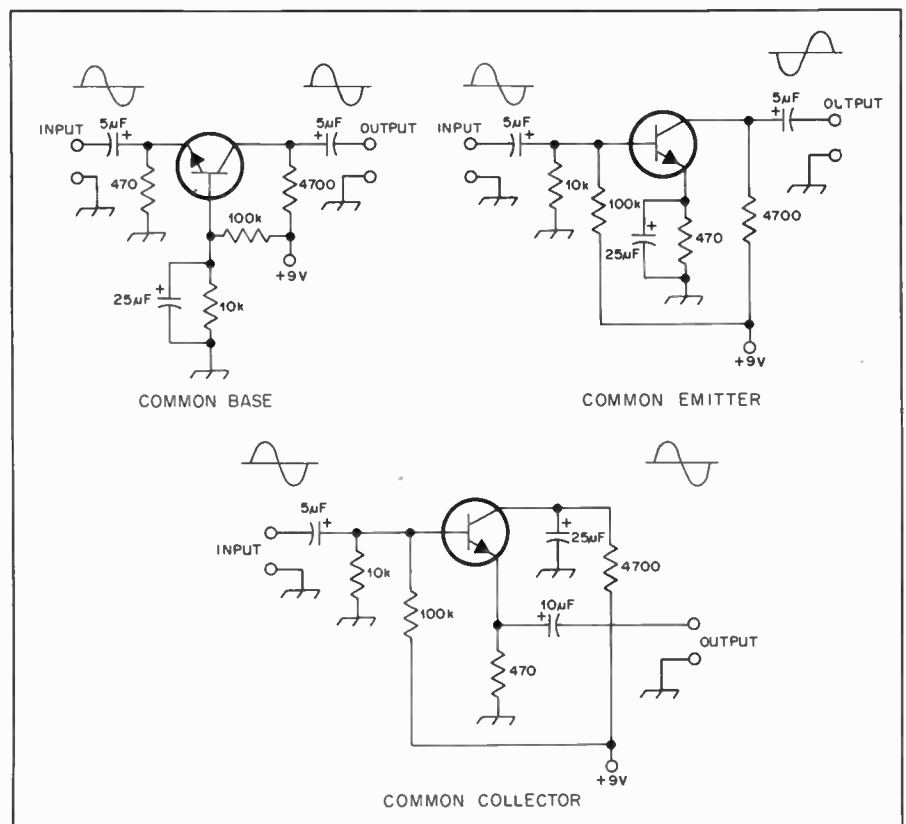 INPUT
5µF
+
+
5µF
OUTPUT
470
4700
100k
+9V
25µF
+
10k
COMMON BASE
INPUT
5µF
+
5µF
+
OUTPUT
10k
100k
+
25µF
470
4700
+9V
COMMON EMITTER
INPUT
5µF
+
10k
100k
+
25µF
4700
10µF
+
OUTPUT
470
+9V
COMMON COLLECTOR